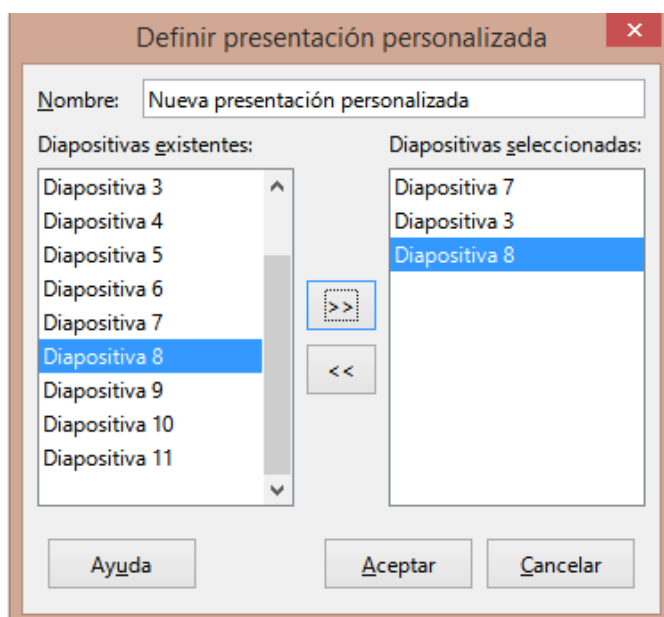 Definir presentación personalizada
Nombre: Nueva presentación personalizada
Diapositivas existentes:
Diapositiva 3
Diapositiva 4
Diapositiva 5
Diapositiva 6
Diapositiva 7
Diapositiva 8
Diapositiva 9
Diapositiva 10
Diapositiva 11
>>
<<
Diapositivas seleccionadas:
Diapositiva 7
Diapositiva 3
Diapositiva 8
Ayuda Aceptar Cancelar